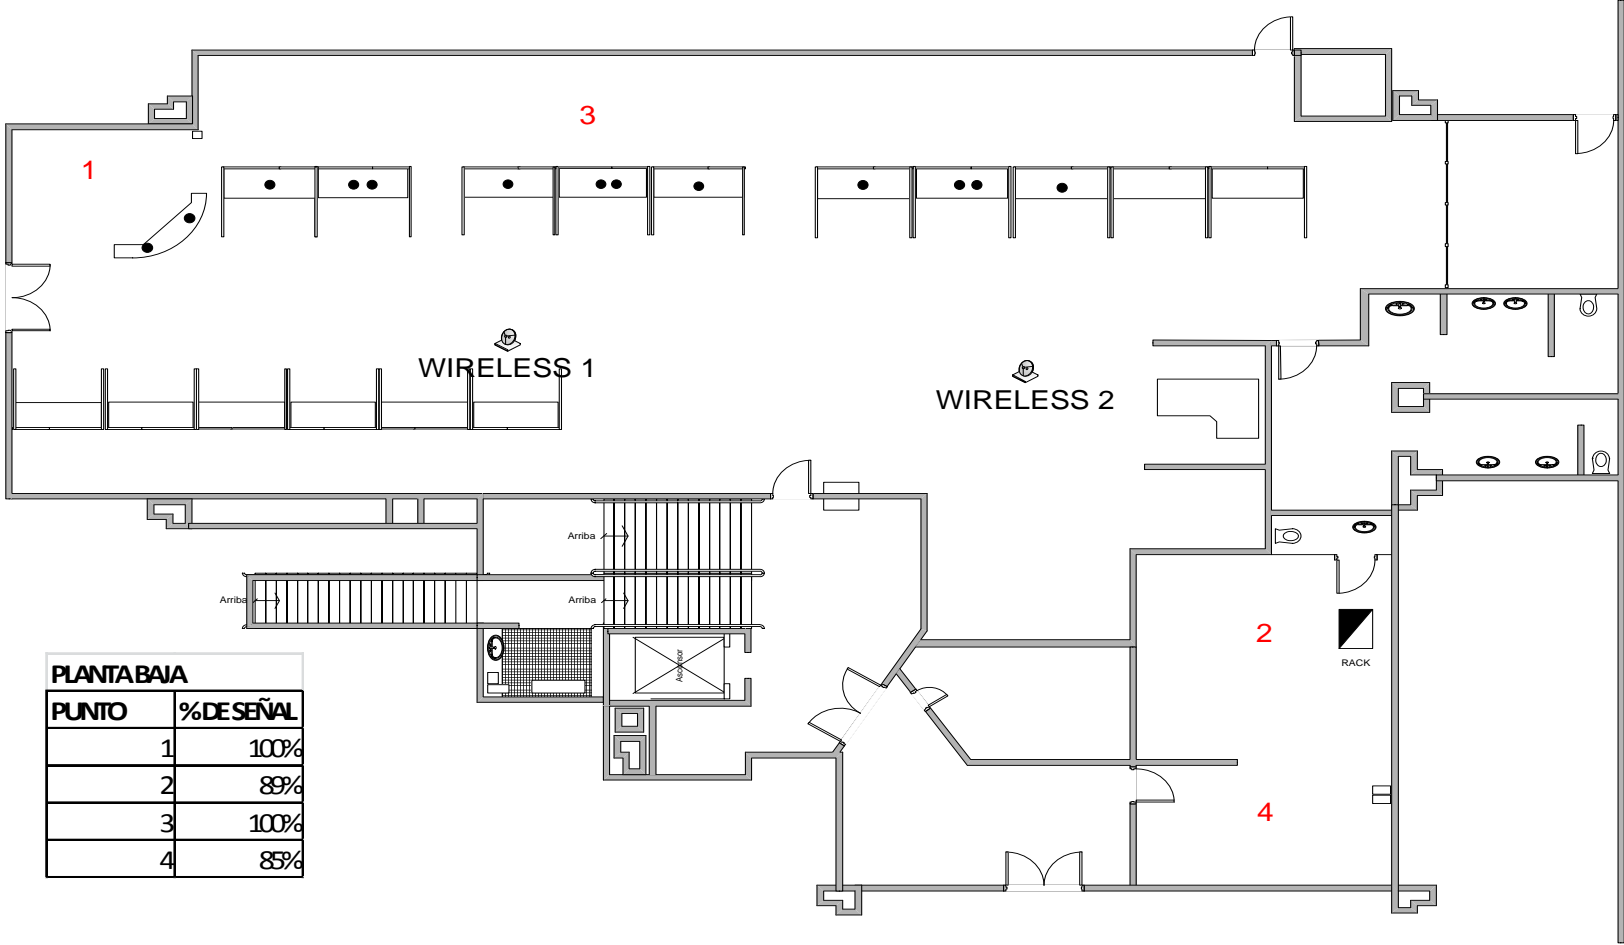 3
1
WIRELESS 1
WIRELESS 2
Arriba
Arriba
Arriba
Ascensor
2
RACK
4
PLANTA BAJA
PUNTO % DE SEÑAL
1 100%
2 89%
3 100%
4 85%